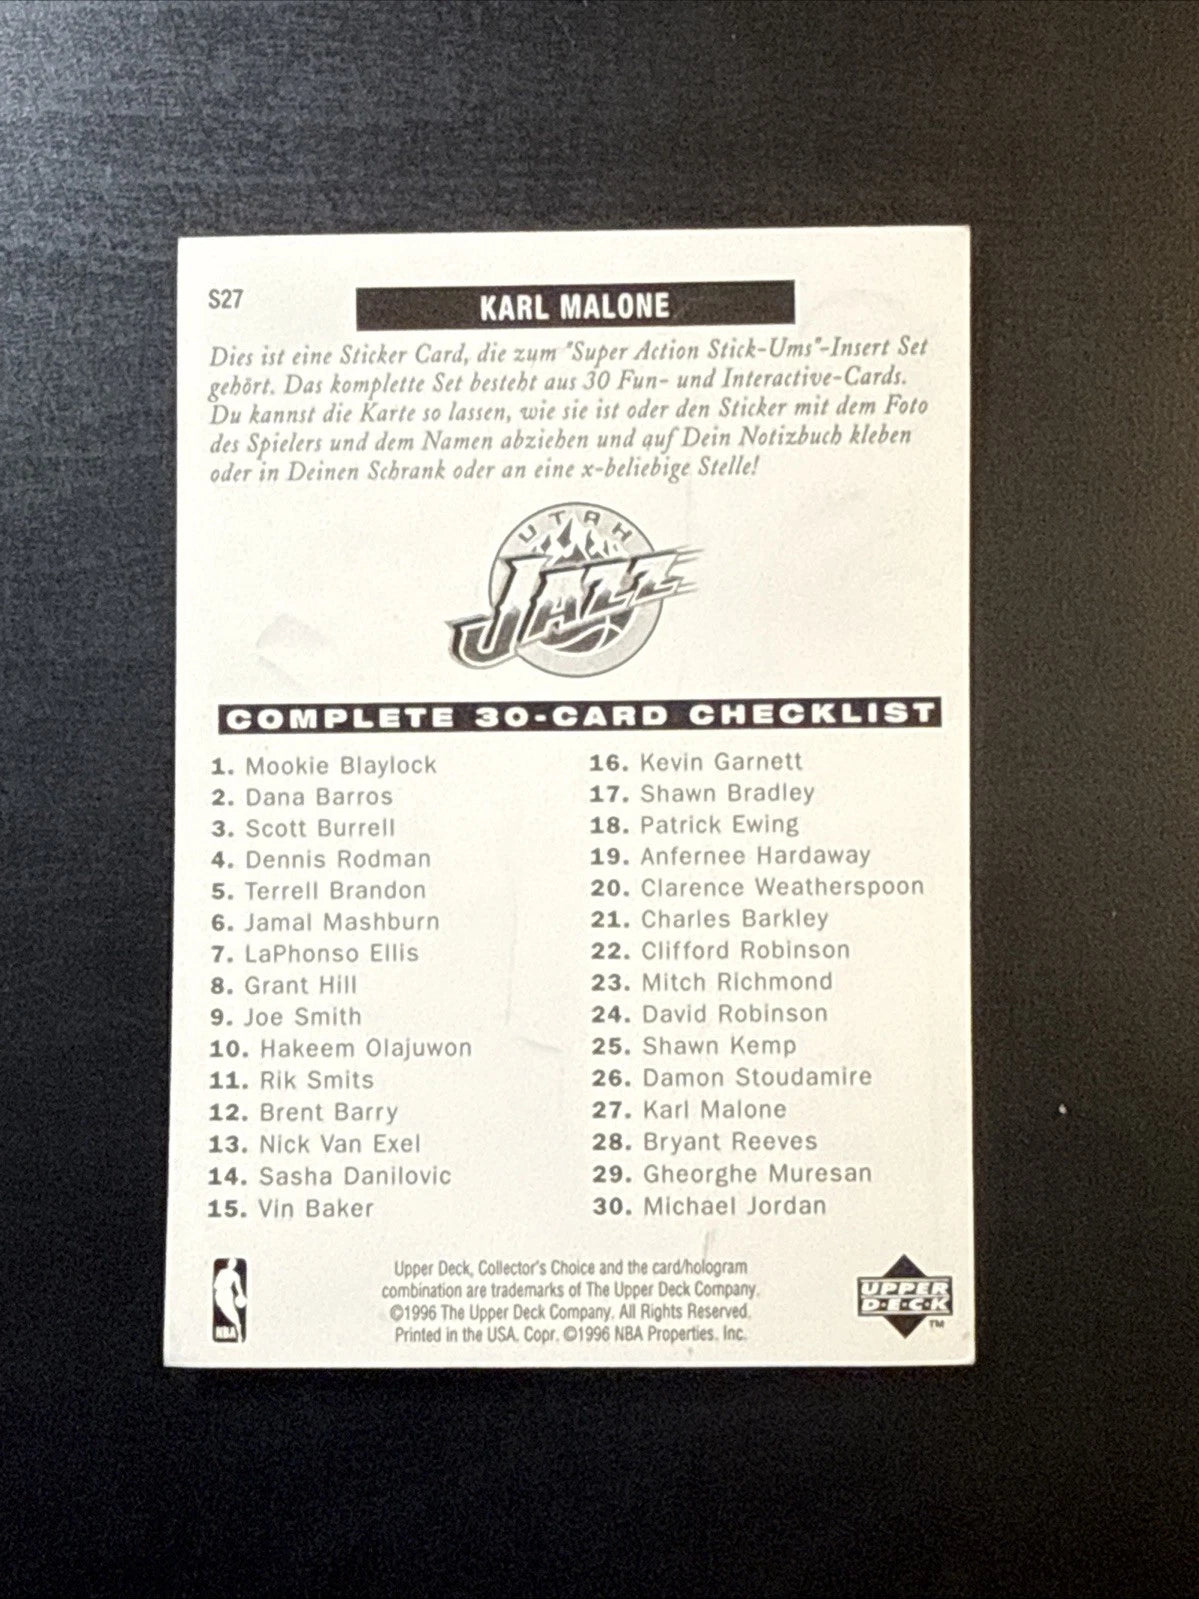 S27
KARL MALONE
Dies ist eine Sticker Card, die zum "Super Action Stick-Ums"-Insert Set
gehört. Das komplette Set besteht aus 30 Fun- und Interactive-Cards.
Du kannst die Karte so lassen, wie sie ist oder den Sticker mit dem Foto
des Spielers und dem Namen abziehen und auf Dein Notizbuch kleben
oder in Deinen Schrank oder an eine x-beliebige Stelle!
UTAH
JAZZ
COMPLETE 30-CARD CHECKLIST
1. Mookie Blaylock
2. Dana Barros
3. Scott Burrell
4. Dennis Rodman
5. Terrell Brandon
6. Jamal Mashburn
7. LaPhonso Ellis
8. Grant Hill
9. Joe Smith
10. Hakeem Olajuwon
11. Rik Smits
12. Brent Barry
13. Nick Van Exel
14. Sasha Danilovic
15. Vin Baker
16. Kevin Garnett
17. Shawn Bradley
18. Patrick Ewing
19. Anfernee Hardaway
20. Clarence Weatherspoon
21. Charles Barkley
22. Clifford Robinson
23. Mitch Richmond
24. David Robinson
25. Shawn Kemp
26. Damon Stoudamire
27. Karl Malone
28. Bryant Reeves
29. Gheorghe Muresan
30. Michael Jordan
NBA
Upper Deck, Collector's Choice and the card/hologram
combination are trademarks of The Upper Deck Company.
©1996 The Upper Deck Company. All Rights Reserved.
Printed in the USA. Copr. ©1996 NBA Properties. Inc.
UPPER
D·E·C·K
TM